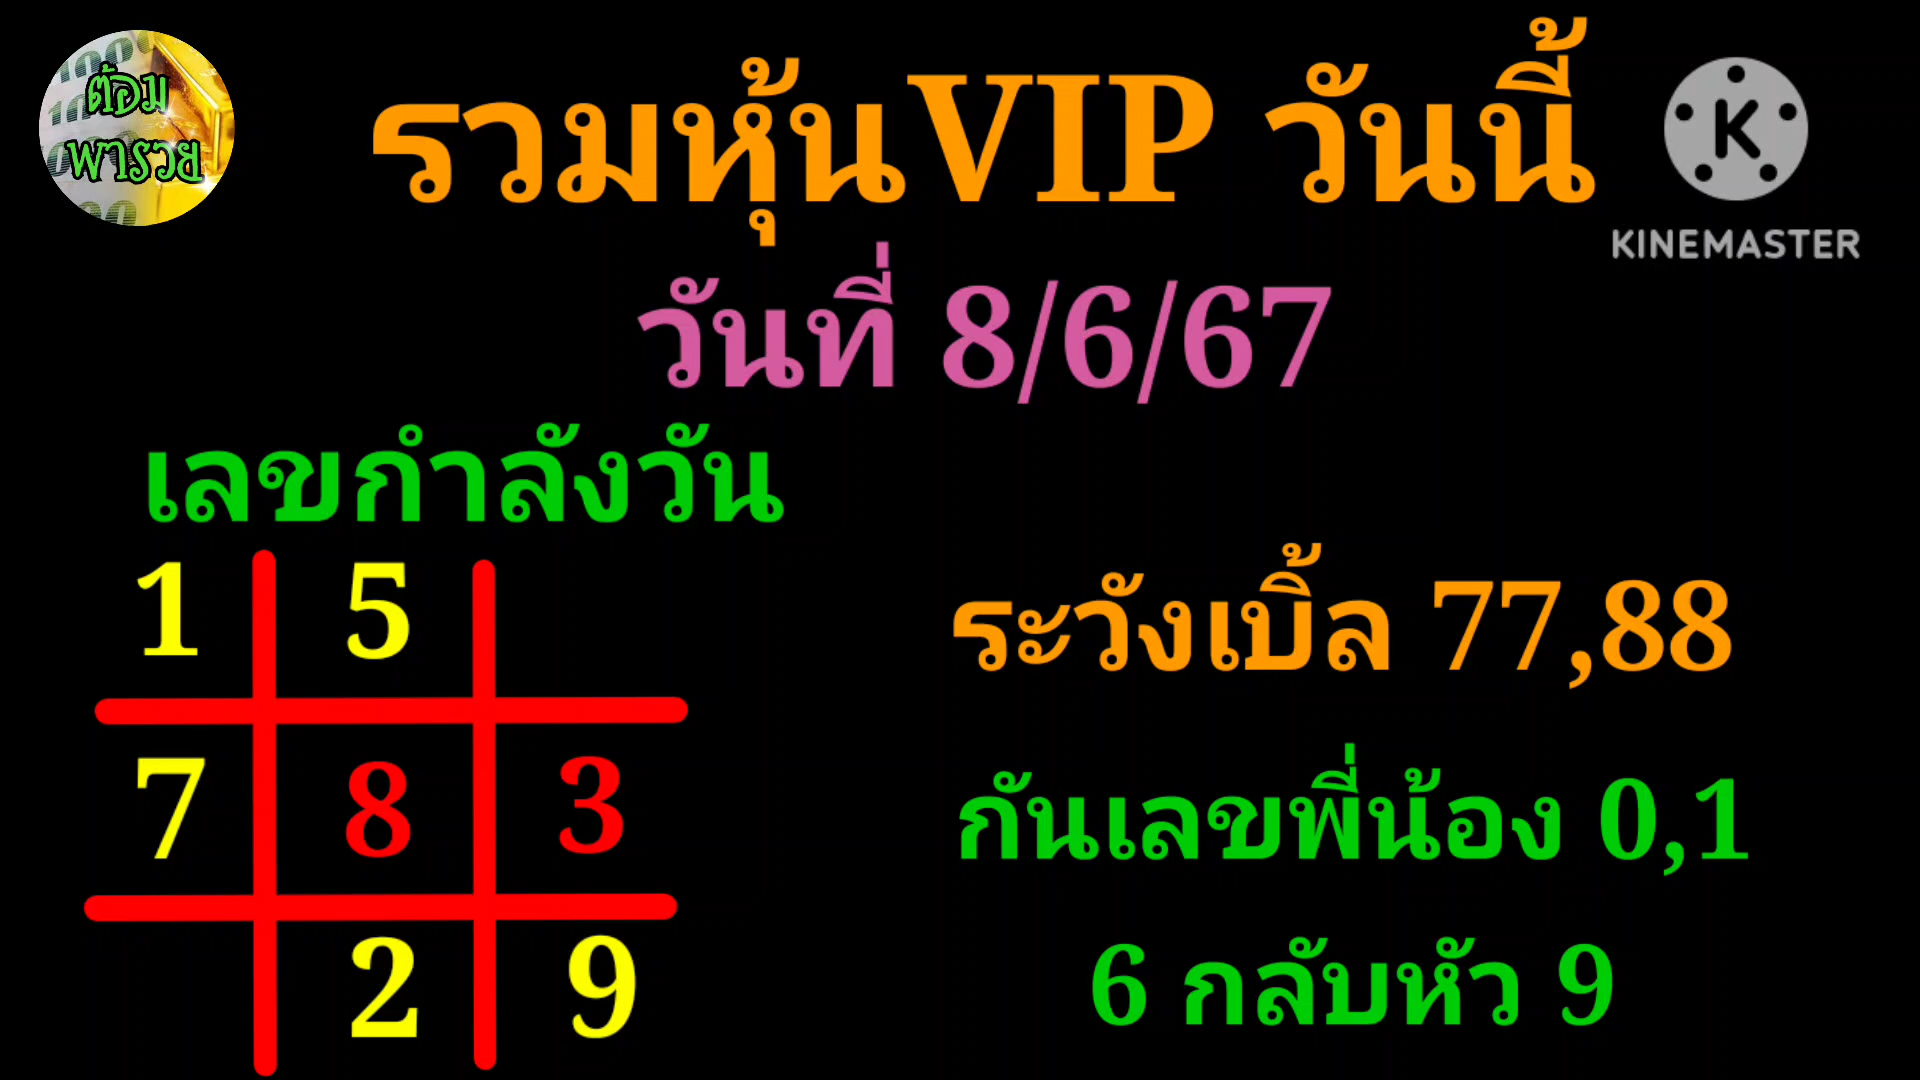 ต้อม
พารวย
รวมหุ้นVIP วันนี้
KINEMASTER
วันที่ 8/6/67
เลขกำลังวัน
1 5
7 8 3
2 9
ระวังเบิ้ล 77,88
กันเลขพี่น้อง 0,1
6 กลับหัว 9